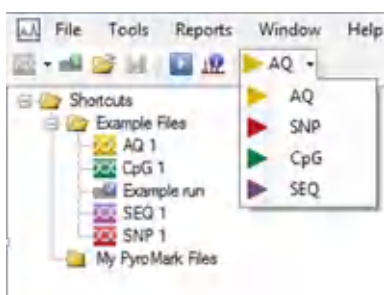 File Tools Reports Window Help
AQ
AQ
SNP
CpG
SEQ
Shortcuts
Example Files
AQ 1
CpG 1
Example run
SEQ 1
SNP 1
My PyroMark Files